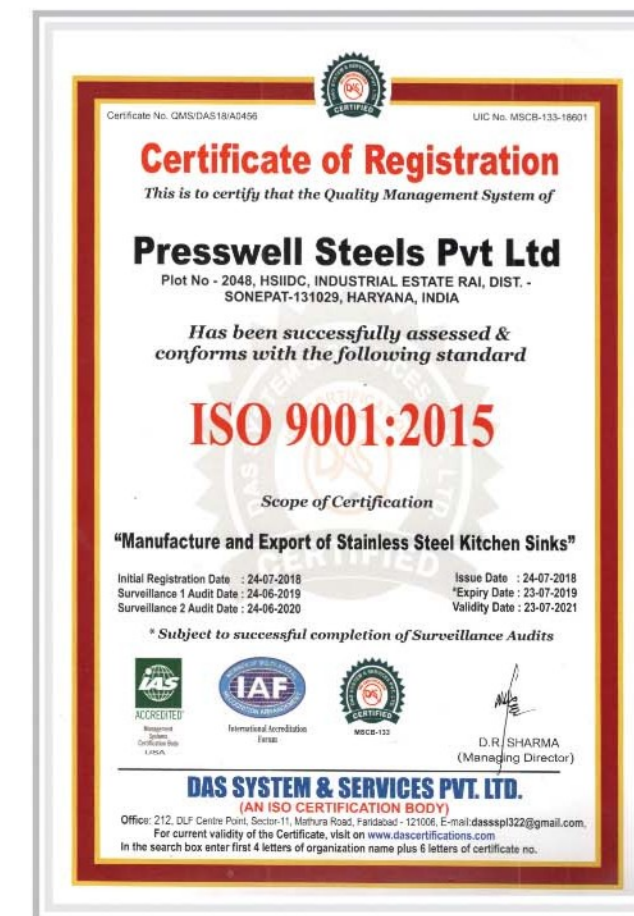 CERTIFIED
Certificate No. QMS/DAS18/A0456
UIC No. MSCB-133-18601
Certificate of Registration
This is to certify that the Quality Management System of
Presswell Steels Pvt Ltd
Plot No - 2048, HSIIDC, INDUSTRIAL ESTATE RAI, DIST. -
SONEPAT-131029, HARYANA, INDIA
Has been successfully assessed &
conforms with the following standard
ISO 9001:2015
Scope of Certification
“Manufacture and Export of Stainless Steel Kitchen Sinks”
Initial Registration Date : 24-07-2018
Surveillance 1 Audit Date : 24-06-2019
Surveillance 2 Audit Date : 24-06-2020
Issue Date : 24-07-2018
*Expiry Date : 23-07-2019
Validity Date : 23-07-2021
* Subject to successful completion of Surveillance Audits
IAS
ACCREDITED
Management
Systems
Certification Body
USA
IAF
International Accreditation
Forum
DAS
CERTIFIED
MSCB-133
D.R. SHARMA
(Managing Director)
DAS SYSTEM & SERVICES PVT. LTD.
(AN ISO CERTIFICATION BODY)
Office: 212, DLF Centre Point, Sector-11, Mathura Road, Faridabad - 121006, E-mail:dassspl322@gmail.com,
For current validity of the Certificate, visit on www.dascertifications.com
In the search box enter first 4 letters of organization name plus 6 letters of certificate no.